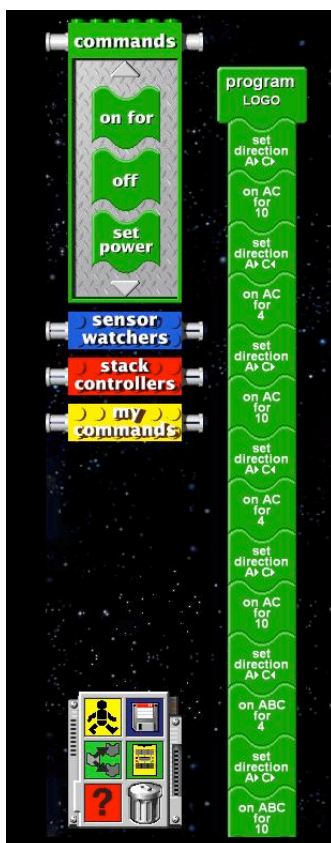 commands
on for
off
set
power
sensor
watchers
stack
controllers
my
commands
?
program
LOGO
set
direction
A▸ C▸
on AC
for
10
set
direction
A▸ C◂
on AC
for
4
set
direction
A▸ C▸
on AC
for
10
set
direction
A▸ C◂
on AC
for
4
set
direction
A▸ C▸
on AC
for
10
set
direction
A▸ C◂
on ABC
for
4
set
direction
A▸ C▸
on ABC
for
10